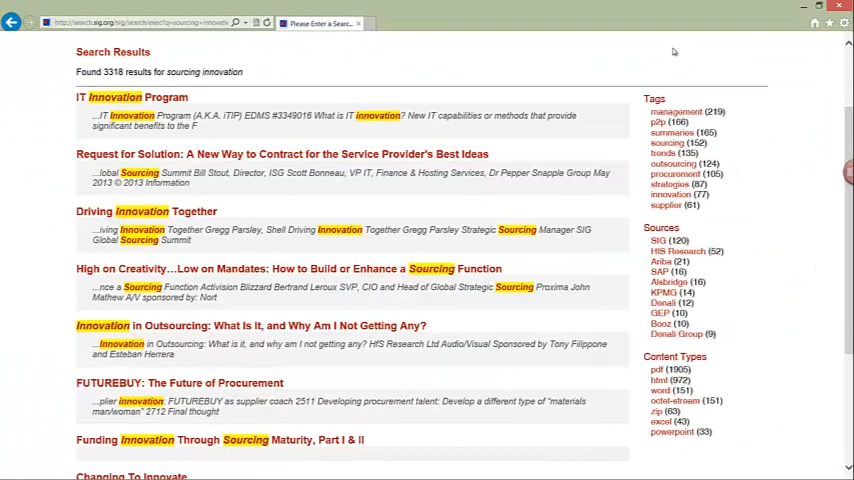 http://search.sig.org/sig/search/exec?q=sourcing+innovati
Please Enter a Searc...
Search Results
Found 3318 results for sourcing innovation
IT Innovation Program
...IT Innovation Program (A.K.A. iTIP) EDMS #3349016 What is IT innovation? New IT capabilities or methods that provide
significant benefits to the F
Request for Solution: A New Way to Contract for the Service Provider's Best Ideas
...lobal Sourcing Summit Bill Stout, Director, ISG Scott Bonneau, VP IT, Finance & Hosting Services, Dr Pepper Snapple Group May
2013 © 2013 Information
Driving Innovation Together
...iving Innovation Together Gregg Parsley, Shell Driving Innovation Together Gregg Parsley Strategic Sourcing Manager SIG
Global Sourcing Summit
High on Creativity...Low on Mandates: How to Build or Enhance a Sourcing Function
...nce a Sourcing Function Activision Blizzard Bertrand Leroux SVP, CIO and Head of Global Strategic Sourcing Proxima John
Mathew A/V sponsored by: Nort
Innovation in Outsourcing: What Is It, and Why Am I Not Getting Any?
...Innovation in Outsourcing: What is it, and why am i not getting any? HfS Research Ltd Audio/Visual Sponsored by Tony Filippone
and Esteban Herrera
FUTUREBUY: The Future of Procurement
...plier innovation: FUTUREBUY as supplier coach 2511 Developing procurement talent: Develop a different type of "materials
man/woman" 2712 Final thought
Funding Innovation Through Sourcing Maturity, Part I & II
Changing To Innovate
Tags
management (219)
p2p (166)
summaries (165)
sourcing (152)
trends (135)
outsourcing (124)
procurement (105)
strategies (87)
innovation (77)
supplier (61)
Sources
SIG (120)
HfS Research (52)
Ariba (21)
SAP (16)
Alsbridge (16)
KPMG (14)
Denali (12)
GEP (10)
Booz (10)
Denali Group (9)
Content Types
pdf (1905)
html (972)
word (151)
octet-stream (151)
zip (63)
excel (43)
powerpoint (33)